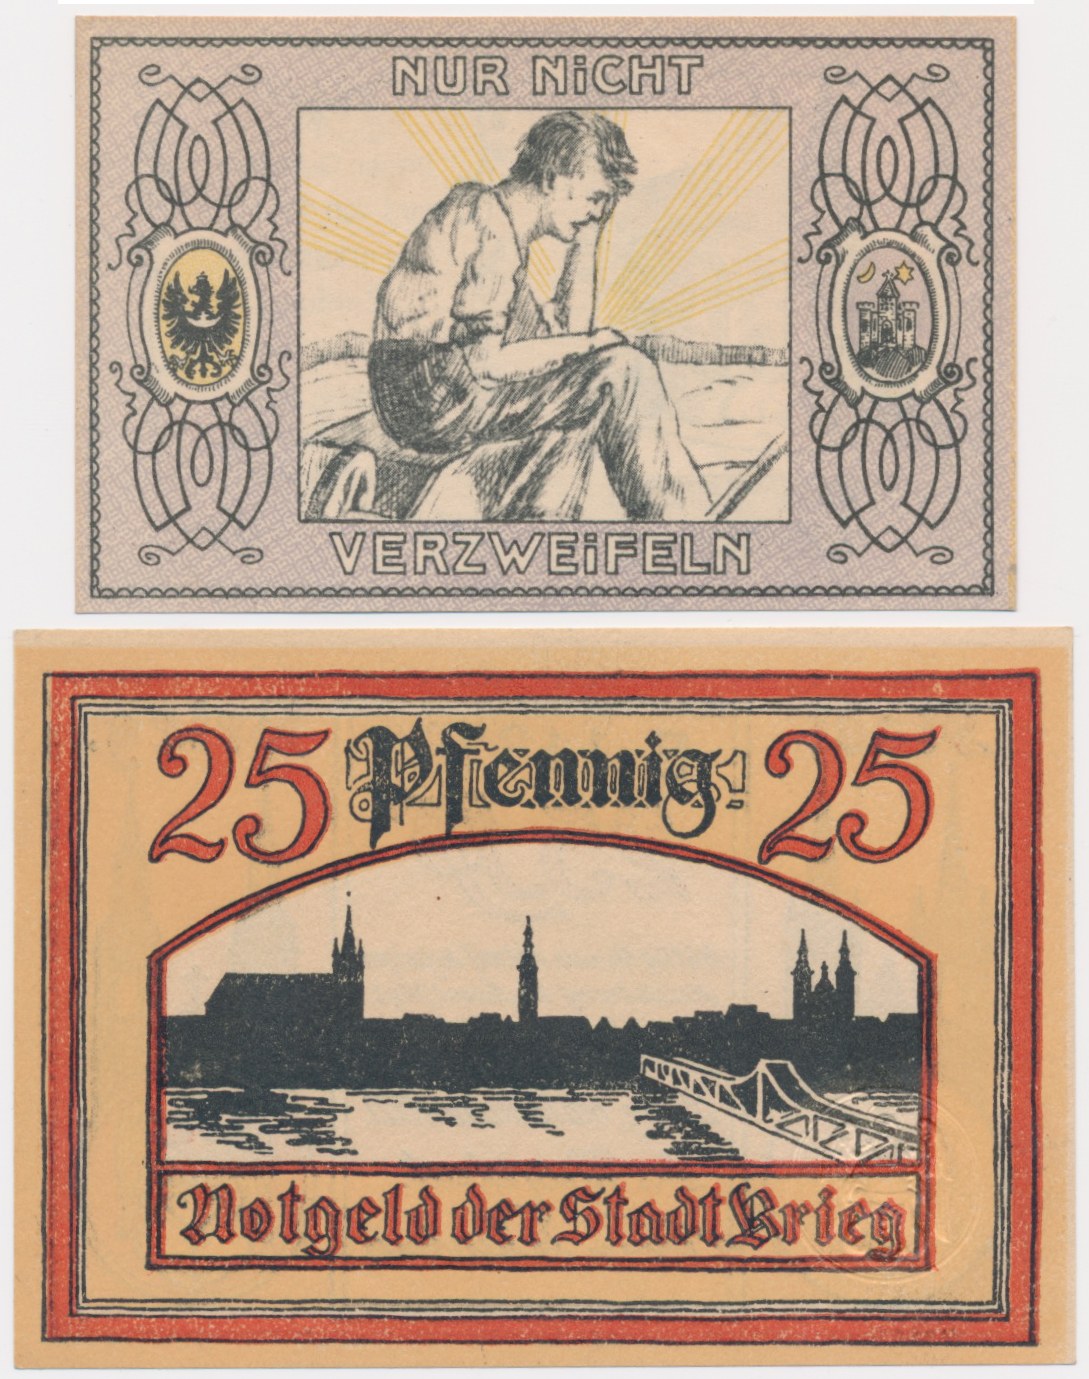 NUR NiCHT
VERZWEiFELN
25 Pfennig 25
Notgeld der Stadt Brieg